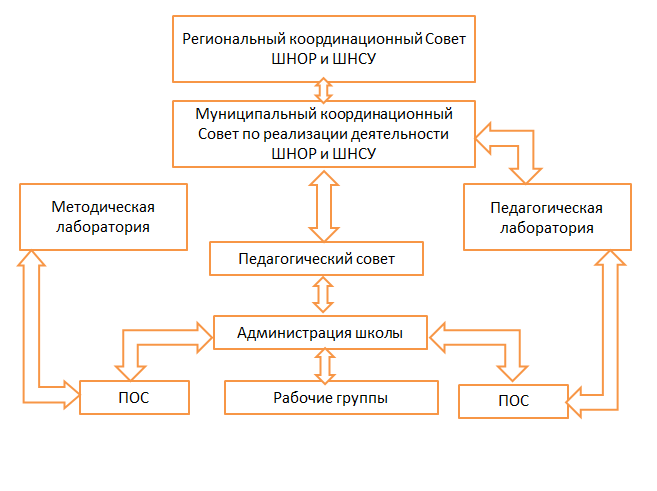 Региональный координационный Совет
ШНОР и ШНСУ
Муниципальный координационный
Совет по реализации деятельности
ШНОР и ШНСУ
Методическая
лаборатория
Педагогическая
лаборатория
Педагогический совет
Администрация школы
ПОС
Рабочие группы
ПОС